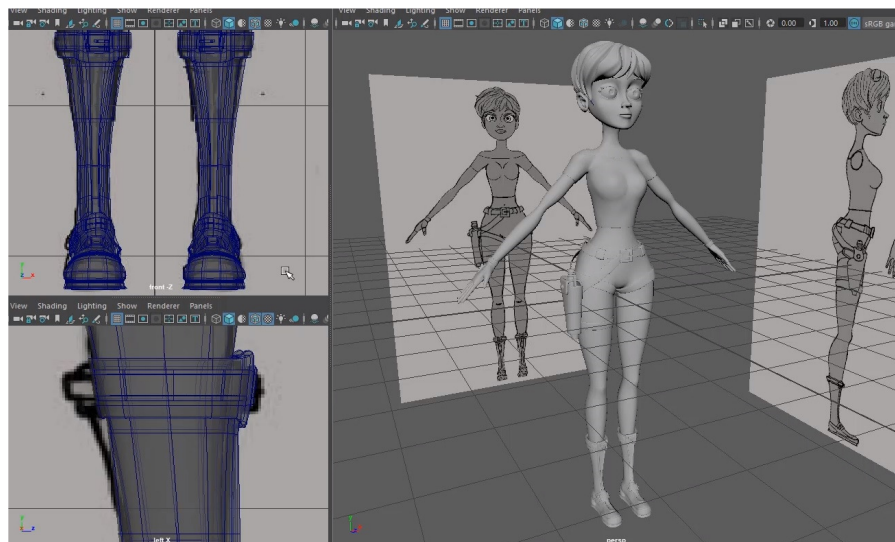 View Shading Lighting Show Renderer Panels
front -Z
View Shading Lighting Show Renderer Panels
left X
View Shading Lighting Show Renderer Panels
0.00 1.00 sRGB ga
persp